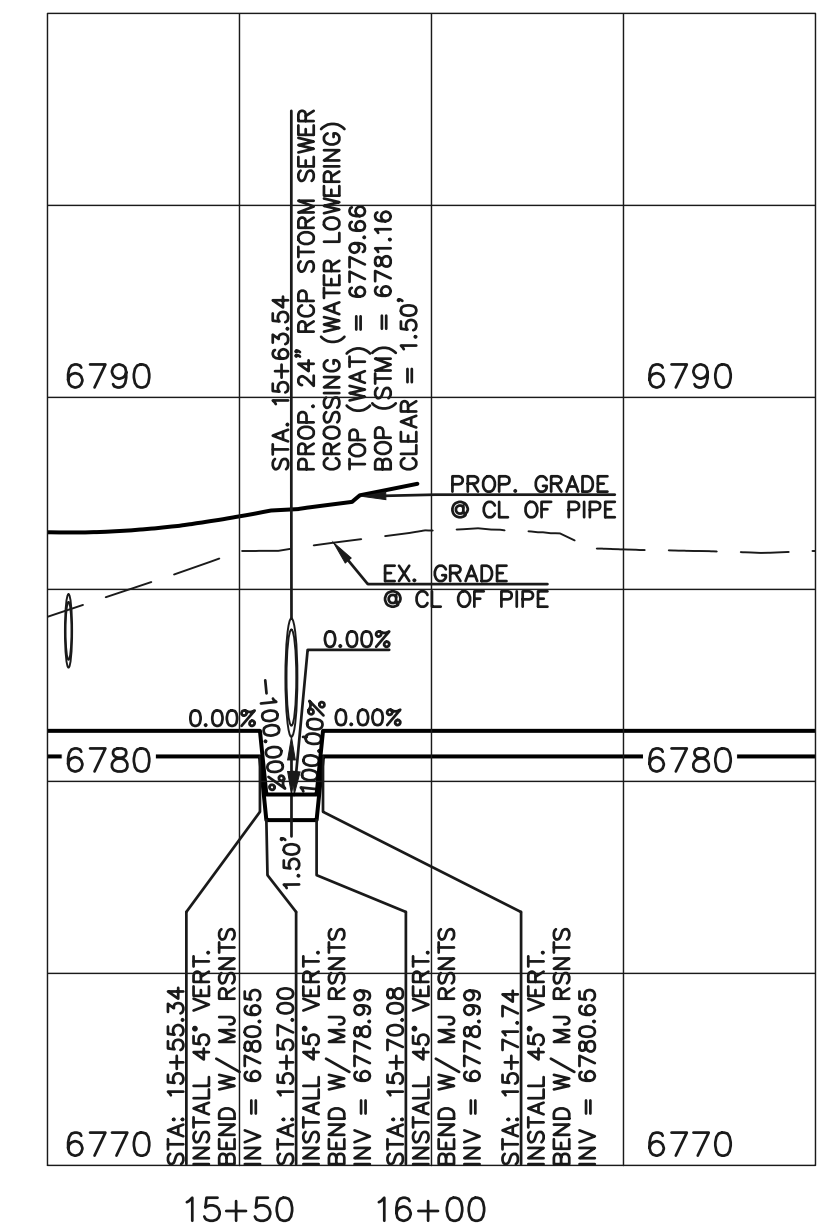 STA. 15+63.54
PROP. 24" RCP STORM SEWER
CROSSING (WATER LOWERING)
TOP (WAT) = 6779.66
BOP (STM) = 6781.16
CLEAR = 1.50'
6790
6790
PROP. GRADE
@ CL OF PIPE
EX. GRADE
@ CL OF PIPE
0.00%
0.00%
-100.00%
100.00%
0.00%
6780
6780
1.50'
STA: 15+55.34
INSTALL 45° VERT.
BEND W/ MJ RSNTS
INV = 6780.65
STA: 15+57.00
INSTALL 45° VERT.
BEND W/ MJ RSNTS
INV = 6778.99
STA: 15+70.08
INSTALL 45° VERT.
BEND W/ MJ RSNTS
INV = 6778.99
STA: 15+71.74
INSTALL 45° VERT.
BEND W/ MJ RSNTS
INV = 6780.65
6770
6770
15+50
16+00